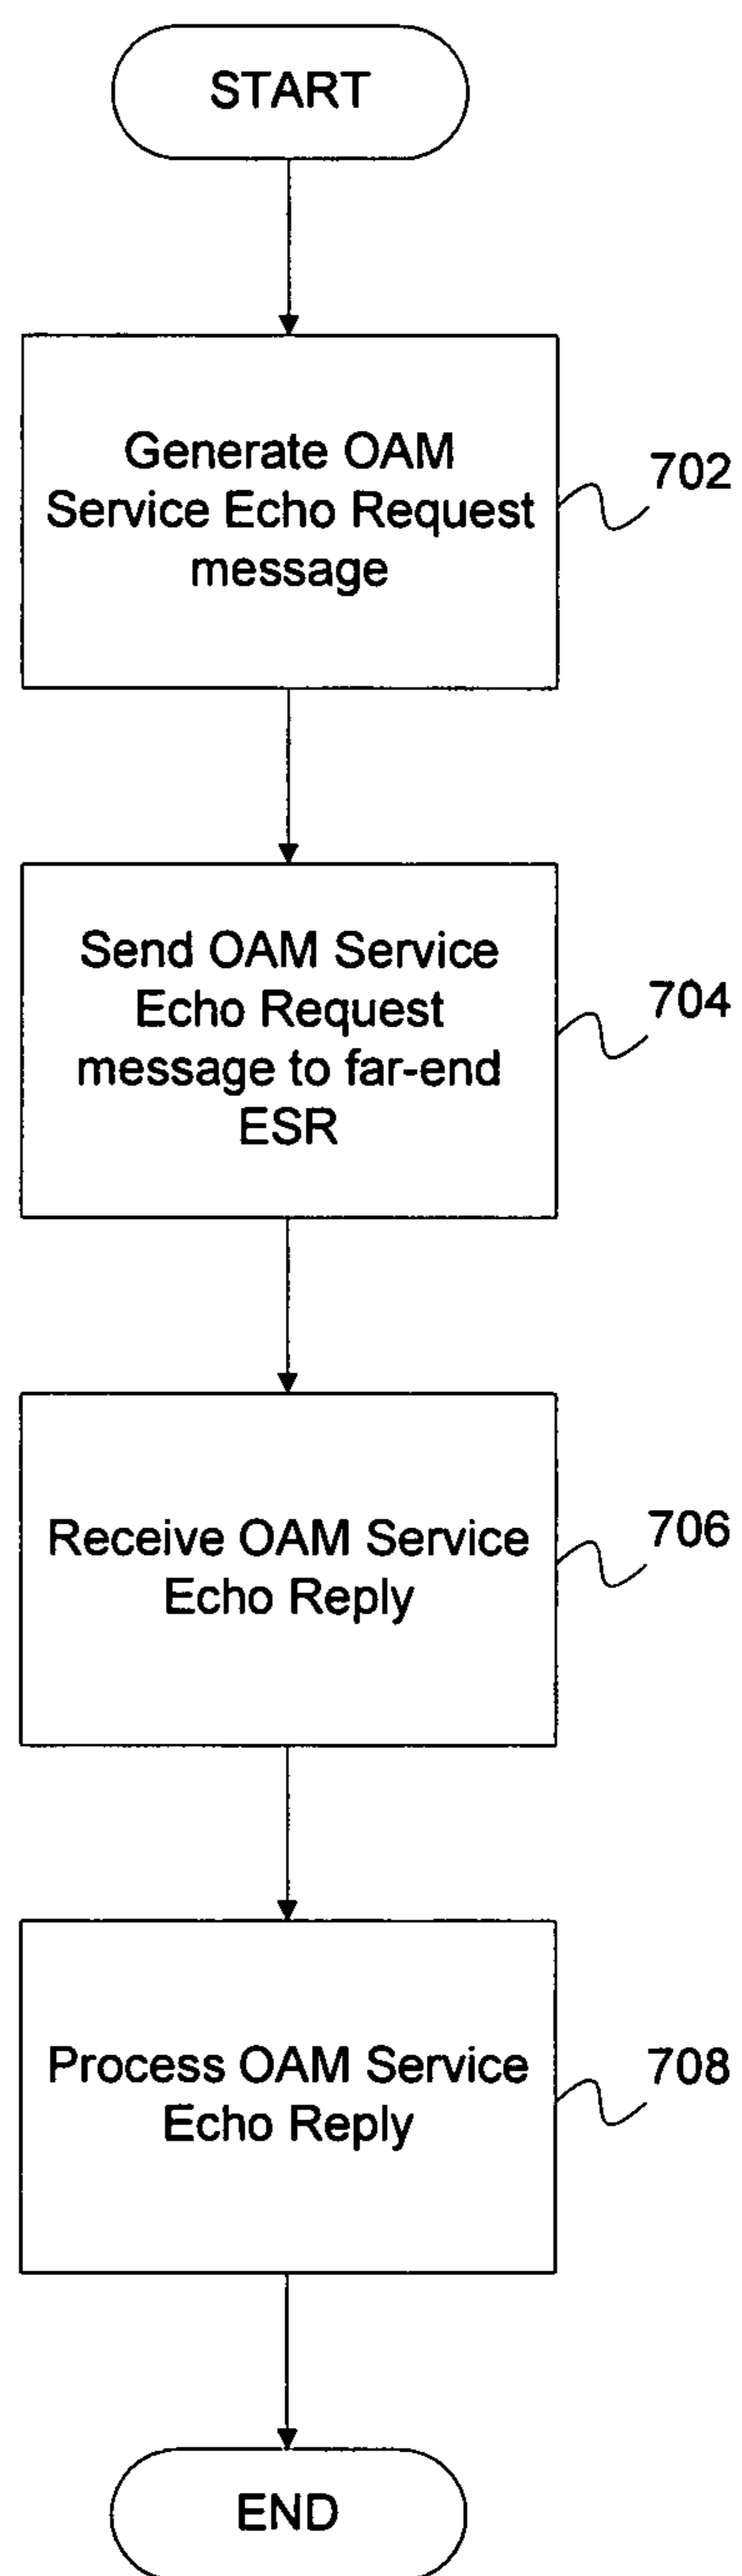 START
Generate OAM
Service Echo Request
message
702
Send OAM Service
Echo Request
message to far-end
ESR
704
Receive OAM Service
Echo Reply
706
Process OAM Service
Echo Reply
708
END